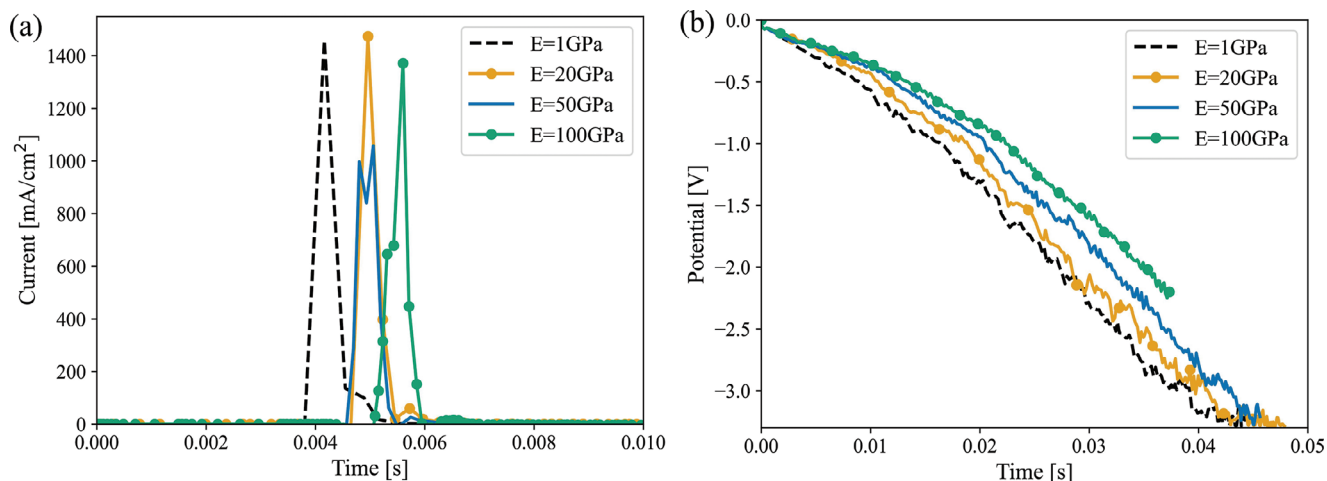 (a)
1400
1200
1000
800
600
400
200
0
Current [mA/cm²]
0.000 0.002 0.004 0.006 0.008 0.010
Time [s]
E=1GPa
E=20GPa
E=50GPa
E=100GPa
(b)
0.0
−0.5
−1.0
−1.5
−2.0
−2.5
−3.0
Potential [V]
0.00 0.01 0.02 0.03 0.04 0.05
Time [s]
E=1GPa
E=20GPa
E=50GPa
E=100GPa